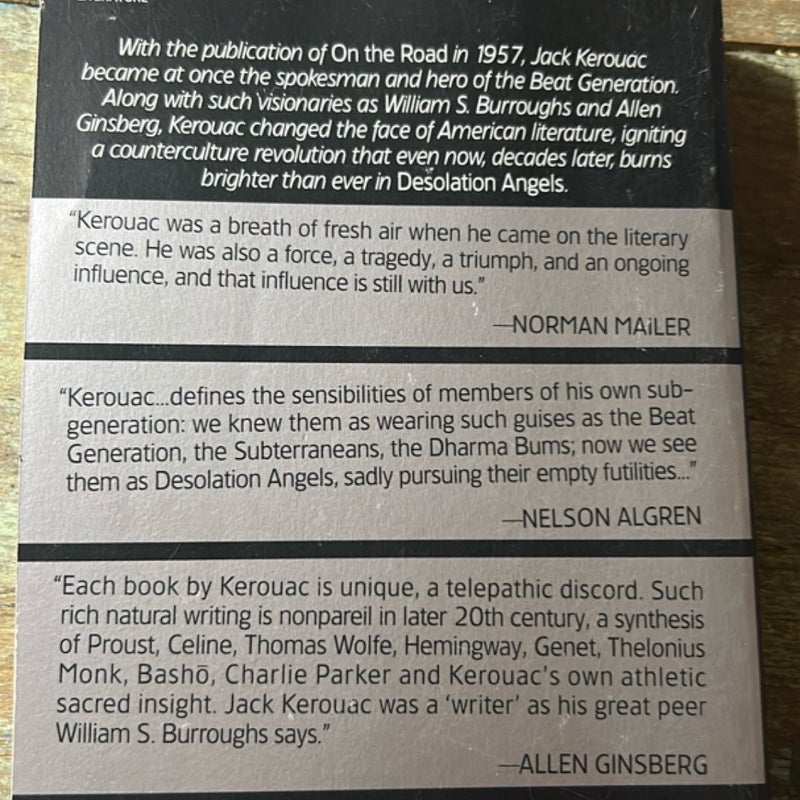 With the publication of On the Road in 1957, Jack Kerouac
became at once the spokesman and hero of the Beat Generation.
Along with such visionaries as William S. Burroughs and Allen
Ginsberg, Kerouac changed the face of American literature, igniting
a counterculture revolution that even now, decades later, burns
brighter than ever in Desolation Angels.
“Kerouac was a breath of fresh air when he came on the literary
scene. He was also a force, a tragedy, a triumph, and an ongoing
influence, and that influence is still with us.”
—NORMAN MAiLER
“Kerouac...defines the sensibilities of members of his own sub-
generation: we knew them as wearing such guises as the Beat
Generation, the Subterraneans, the Dharma Bums; now we see
them as Desolation Angels, sadly pursuing their empty futilities...”
—NELSON ALGREN
“Each book by Kerouac is unique, a telepathic discord. Such
rich natural writing is nonpareil in later 20th century, a synthesis
of Proust, Celine, Thomas Wolfe, Hemingway, Genet, Thelonius
Monk, Bashō, Charlie Parker and Kerouac's own athletic
sacred insight. Jack Kerouac was a ‘writer’ as his great peer
William S. Burroughs says.”
—ALLEN GINSBERG